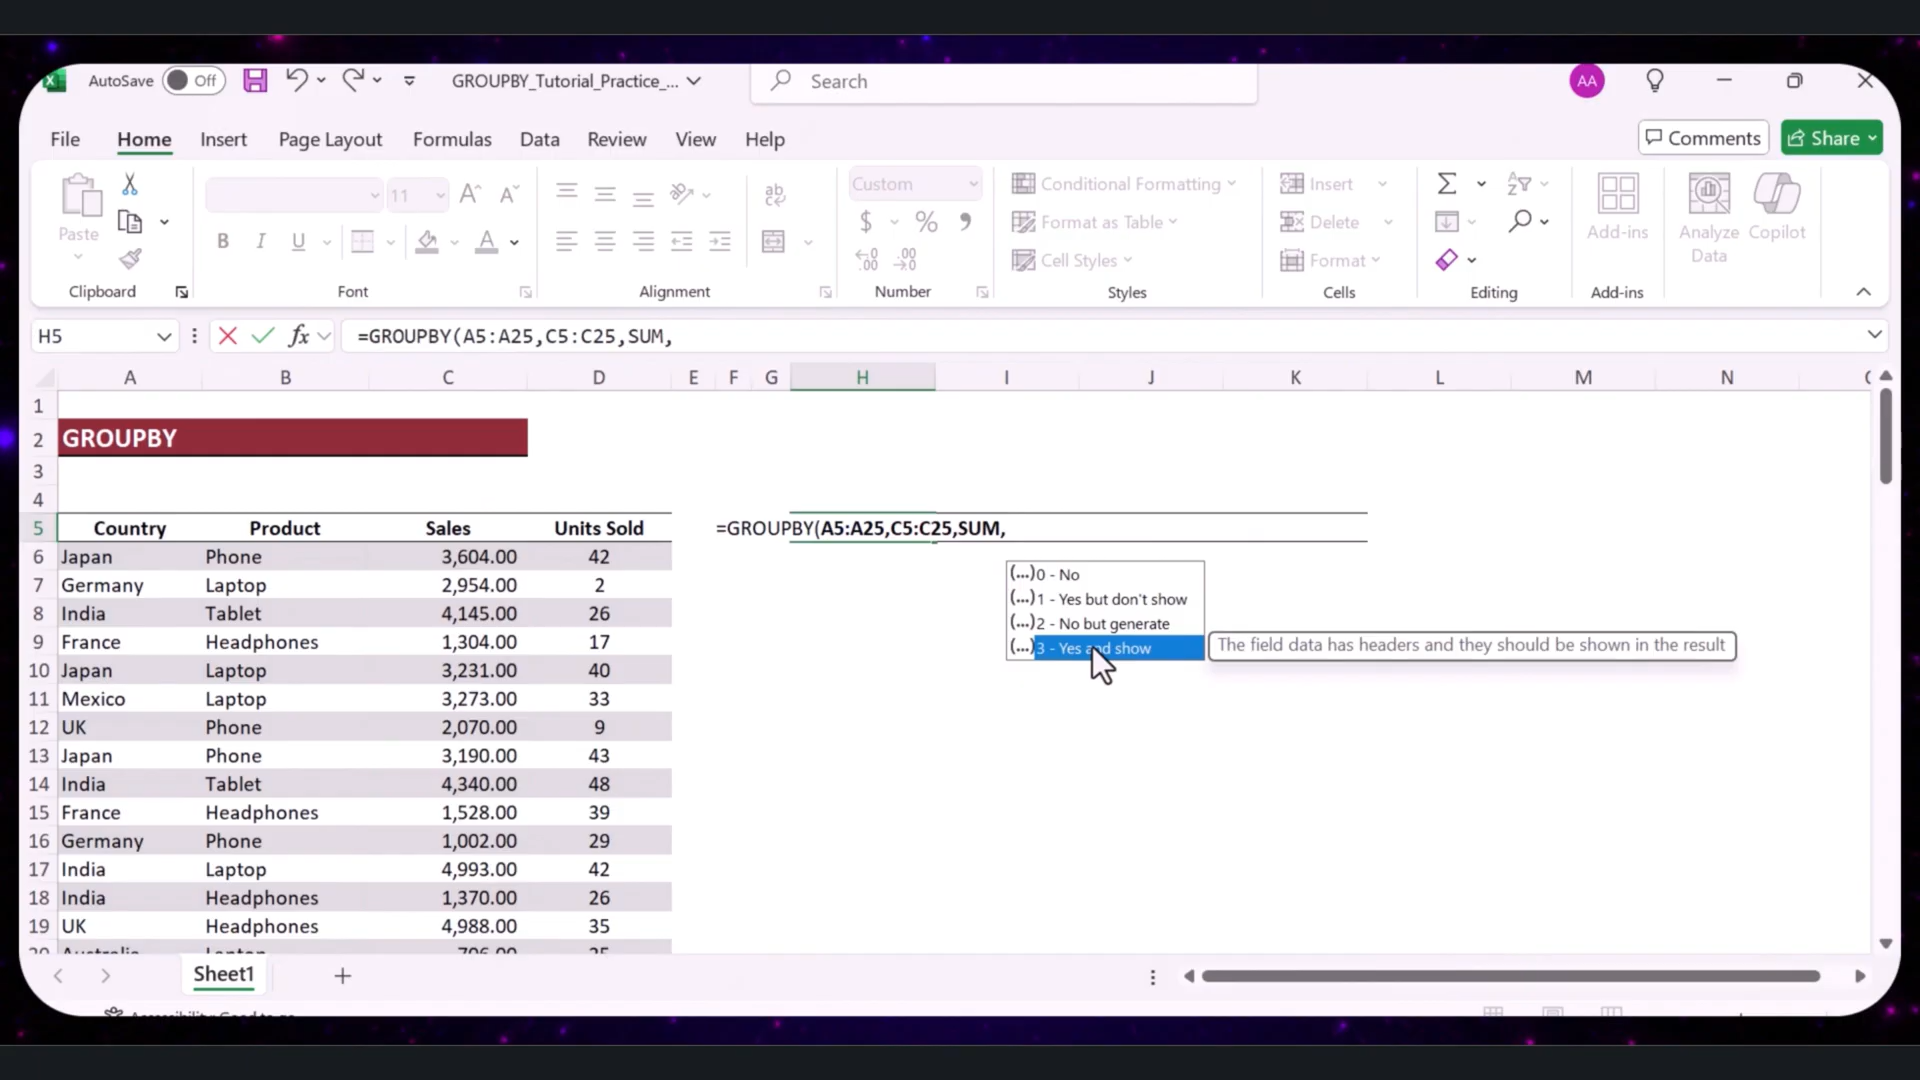 AutoSave Off GROUPBY_Tutorial_Practice_... Search AA
File Home Insert Page Layout Formulas Data Review View Help Comments Share
Paste
Clipboard
11
B I U
Font
ab
Alignment
Custom
$ % ,
Number
Conditional Formatting
Format as Table
Cell Styles
Styles
Insert
Delete
Format
Cells
Editing
Add-ins
Add-ins
Analyze Data
Copilot
H5 fx =GROUPBY(A5:A25,C5:C25,SUM,
A B C D E F G H I J K L M N
1
2 GROUPBY
3
4
5 Country Product Sales Units Sold =GROUPBY(A5:A25,C5:C25,SUM,
6 Japan Phone 3,604.00 42
7 Germany Laptop 2,954.00 2
8 India Tablet 4,145.00 26
9 France Headphones 1,304.00 17
10 Japan Laptop 3,231.00 40
11 Mexico Laptop 3,273.00 33
12 UK Phone 2,070.00 9
13 Japan Phone 3,190.00 43
14 India Tablet 4,340.00 48
15 France Headphones 1,528.00 39
16 Germany Phone 1,002.00 29
17 India Laptop 4,993.00 42
18 India Headphones 1,370.00 26
19 UK Headphones 4,988.00 35
(...)0 - No
(...)1 - Yes but don't show
(...)2 - No but generate
(...)3 - Yes and show
The field data has headers and they should be shown in the result
Sheet1